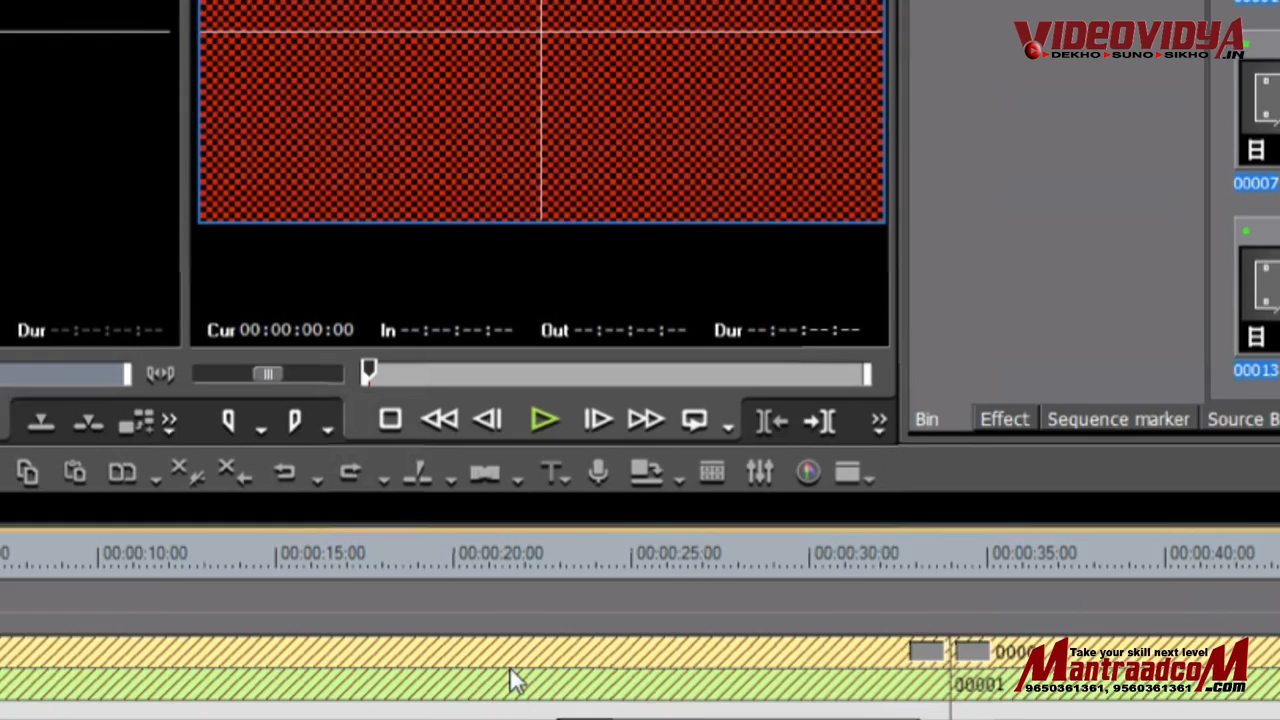 VIDEOVIDYA
DEKHO SUNO SIKHO .IN
00007
Dur --:--:--:--
Cur 00:00:00:00 In --:--:--:-- Out --:--:--:-- Dur --:--:--:--
00013
Bin Effect Sequence marker Source B
00:00:10:00 00:00:15:00 00:00:20:00 00:00:25:00 00:00:30:00 00:00:35:00 00:00:40:00
Take your skill next level
MantraadcoM
00001
9650361361, 9560361361 .com